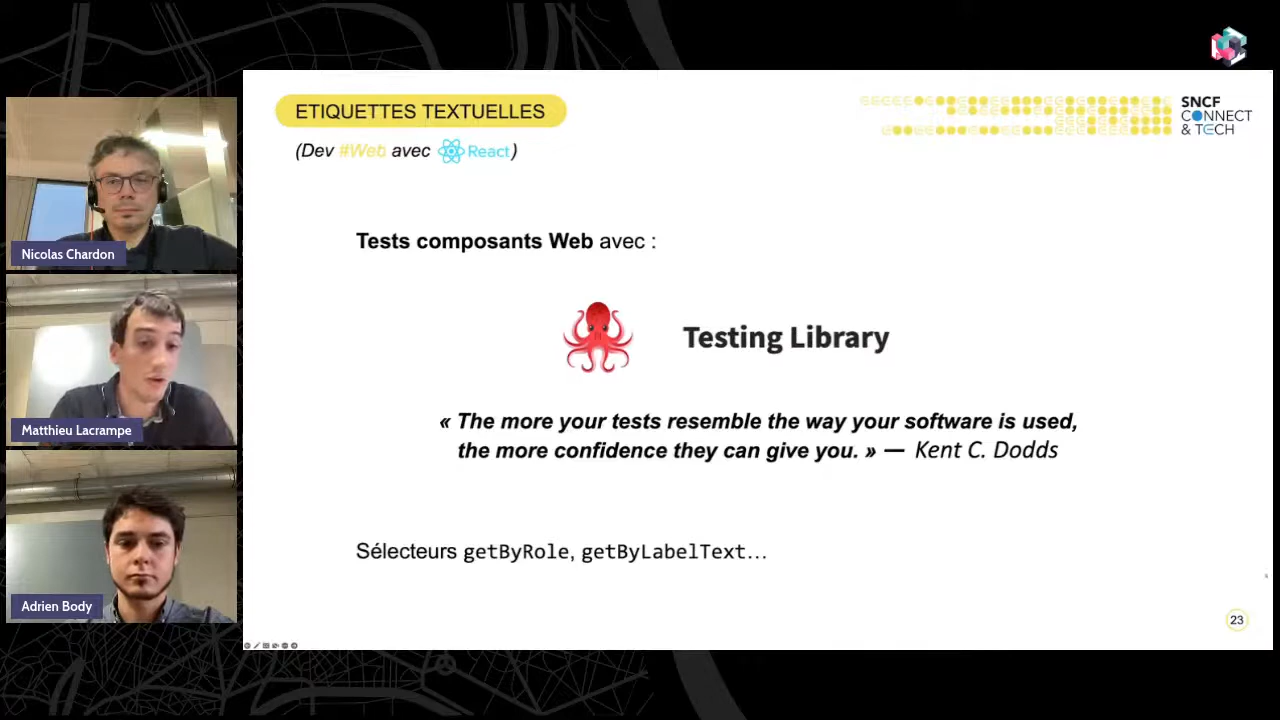 ETIQUETTES TEXTUELLES
(Dev #Web avec React)
SNCF
CONNECT
& TECH
Nicolas Chardon
Matthieu Lacrampe
Adrien Body
Tests composants Web avec :
Testing Library
« The more your tests resemble the way your software is used,
the more confidence they can give you. » — Kent C. Dodds
Sélecteurs getByRole, getByLabelText…
23